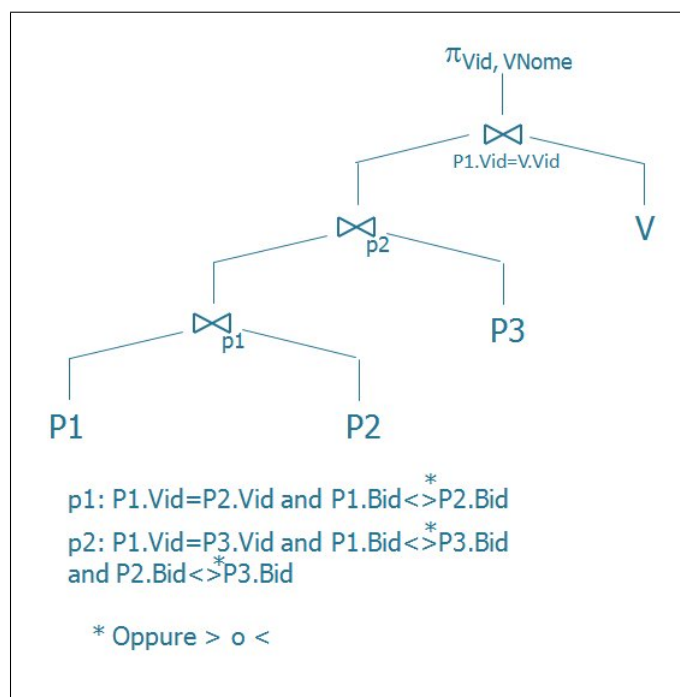 πVid, VNome
P1.Vid=V.Vid
V
p2
P3
p1
P1 P2
p1: P1.Vid=P2.Vid and P1.Bid<>*P2.Bid
p2: P1.Vid=P3.Vid and P1.Bid<>*P3.Bid
and P2.Bid<>*P3.Bid
* Oppure > o <